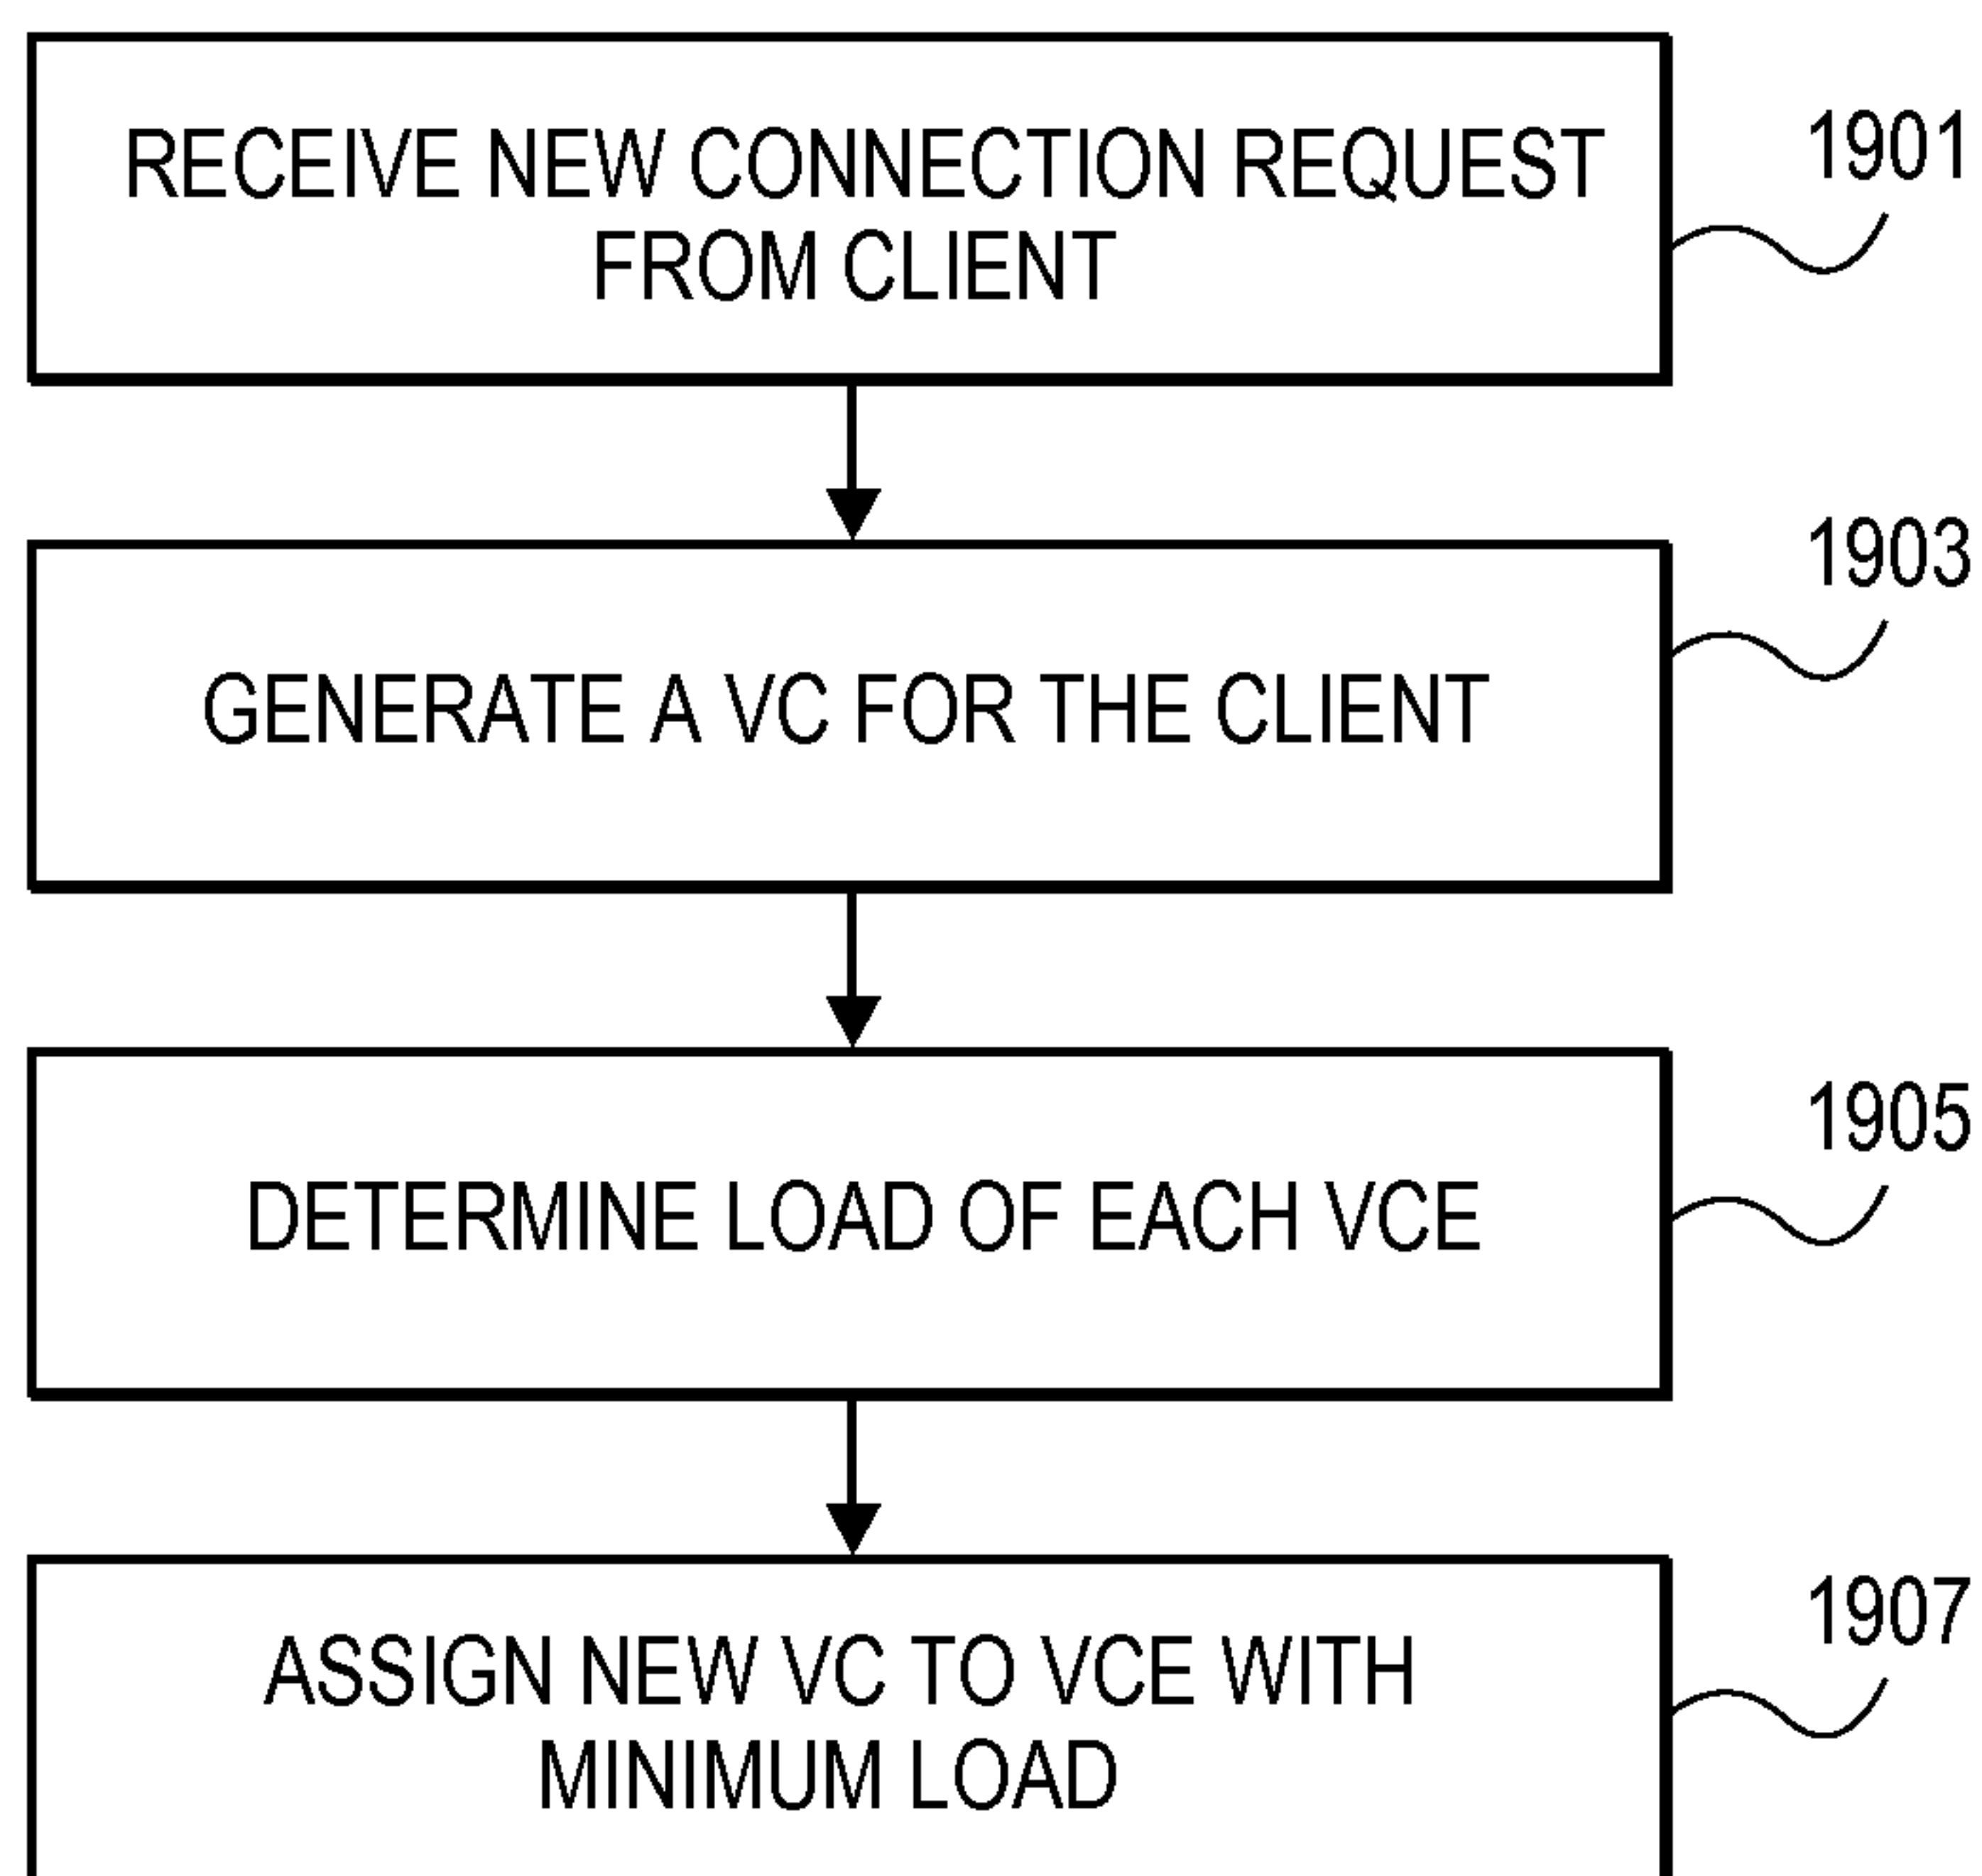 RECEIVE NEW CONNECTION REQUEST
FROM CLIENT
1901
GENERATE A VC FOR THE CLIENT
1903
DETERMINE LOAD OF EACH VCE
1905
ASSIGN NEW VC TO VCE WITH
MINIMUM LOAD
1907